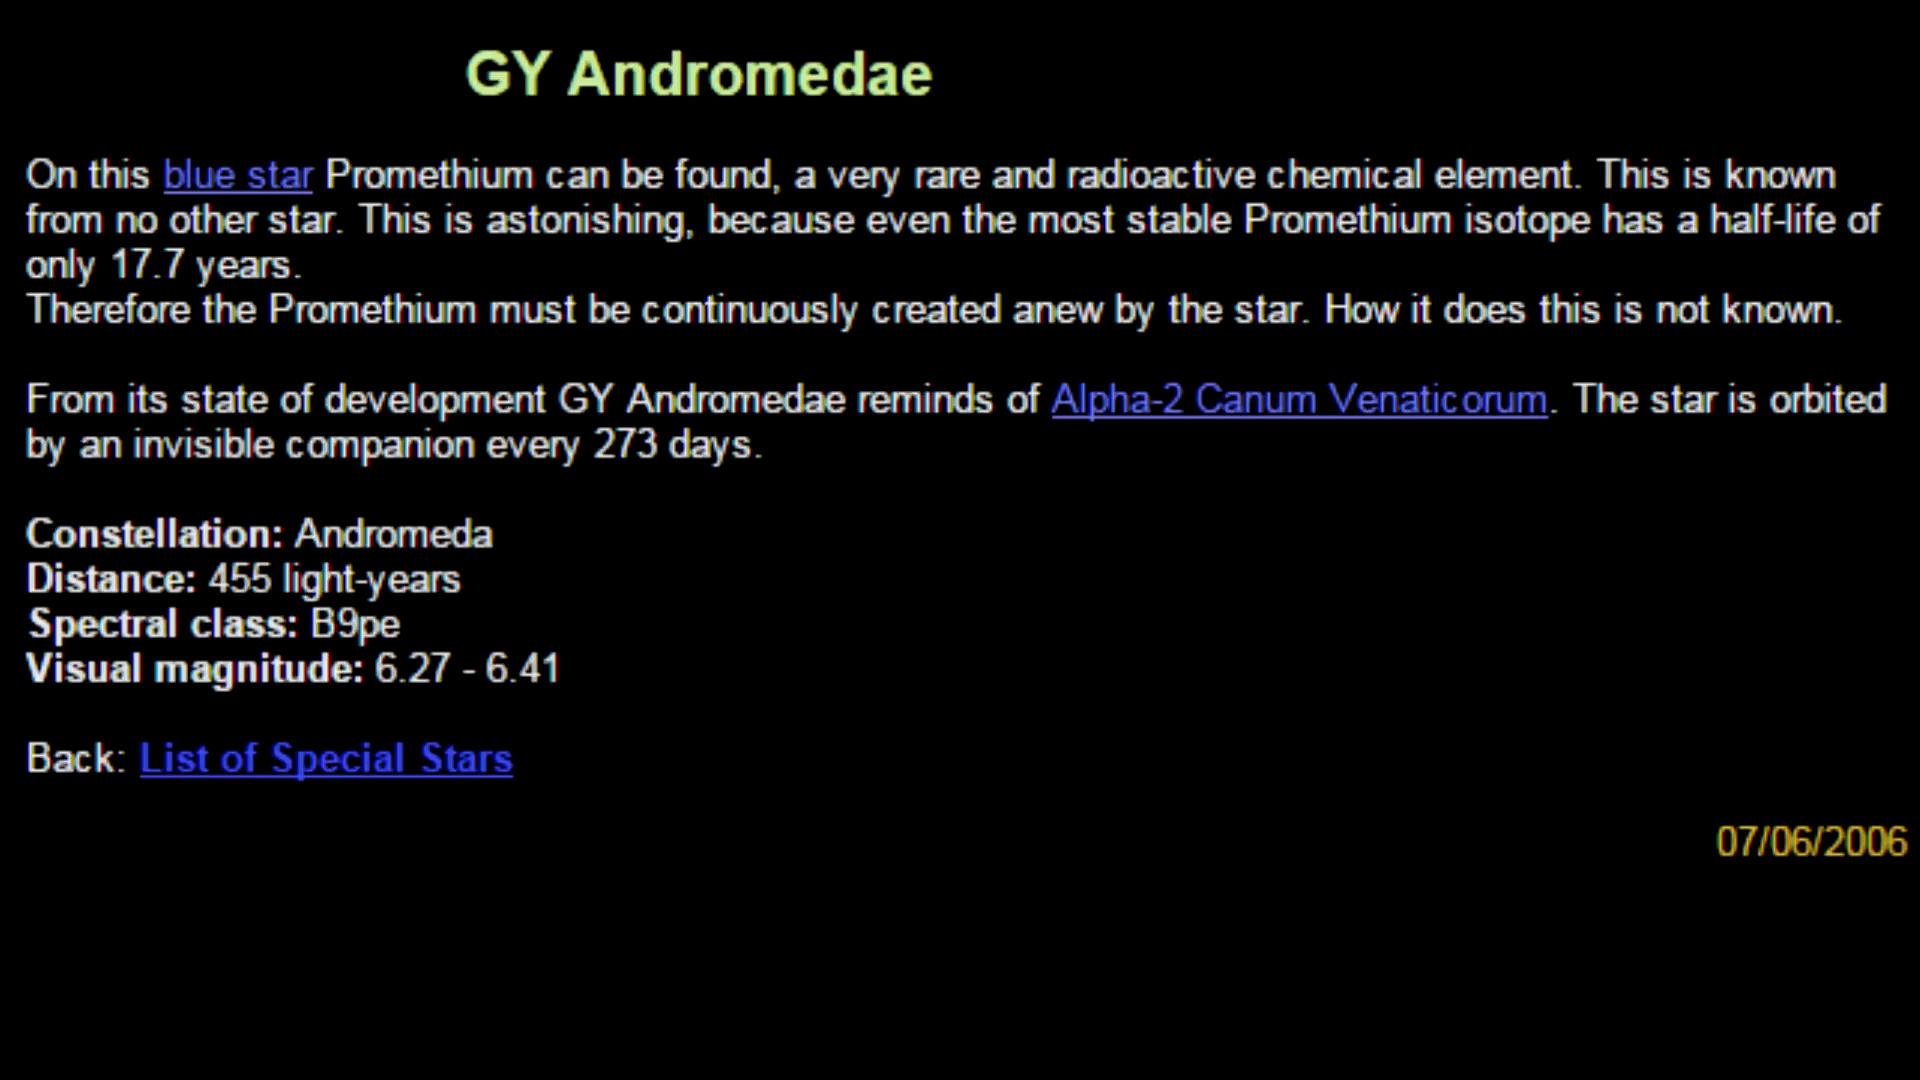 GY Andromedae
On this blue star Promethium can be found, a very rare and radioactive chemical element. This is known
from no other star. This is astonishing, because even the most stable Promethium isotope has a half-life of
only 17.7 years.
Therefore the Promethium must be continuously created anew by the star. How it does this is not known.
From its state of development GY Andromedae reminds of Alpha-2 Canum Venaticorum. The star is orbited
by an invisible companion every 273 days.
Constellation: Andromeda
Distance: 455 light-years
Spectral class: B9pe
Visual magnitude: 6.27 - 6.41
Back: List of Special Stars
07/06/2006